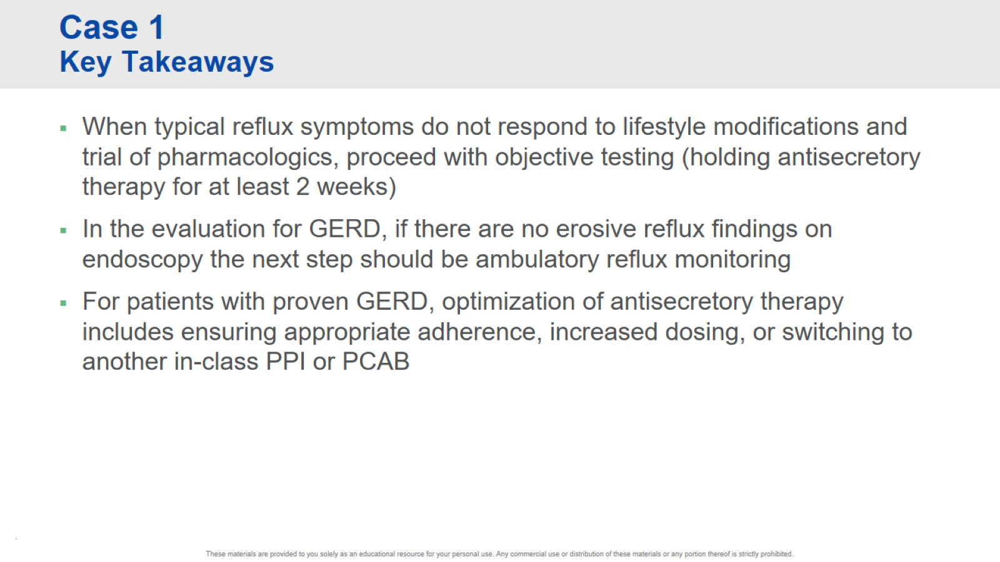 Case 1
Key Takeaways
▪ When typical reflux symptoms do not respond to lifestyle modifications and
trial of pharmacologics, proceed with objective testing (holding antisecretory
therapy for at least 2 weeks)
▪ In the evaluation for GERD, if there are no erosive reflux findings on
endoscopy the next step should be ambulatory reflux monitoring
▪ For patients with proven GERD, optimization of antisecretory therapy
includes ensuring appropriate adherence, increased dosing, or switching to
another in-class PPI or PCAB
.
These materials are provided to you solely as an educational resource for your personal use. Any commercial use or distribution of these materials or any portion thereof is strictly prohibited.